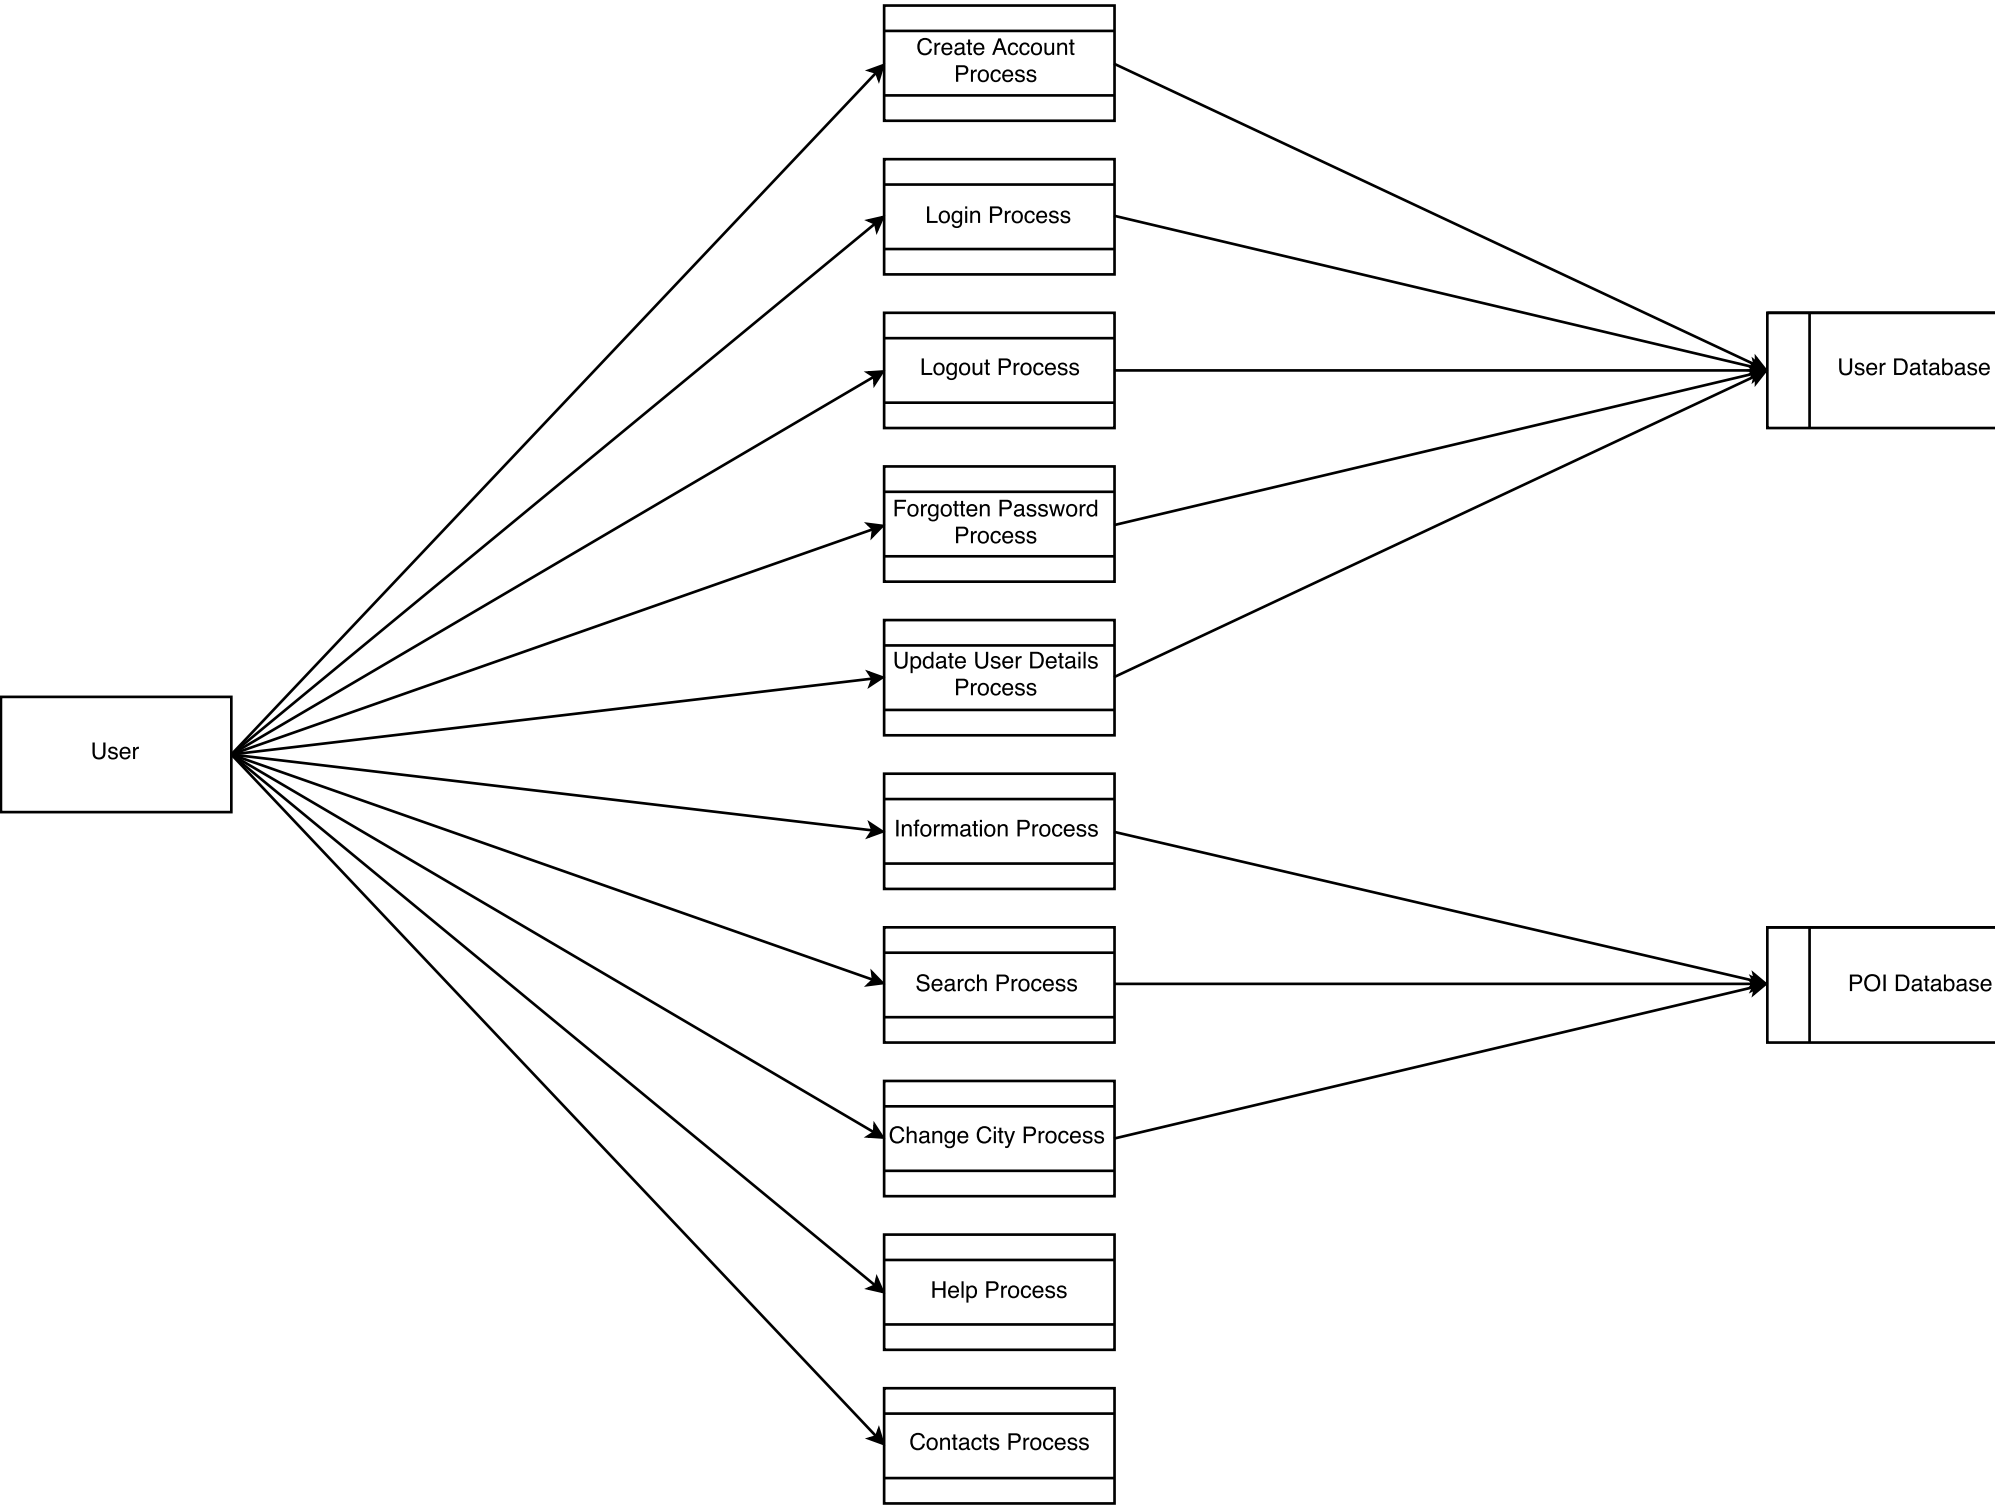 Create Account
Process
Login Process
Logout Process
User Database
Forgotten Password
Process
Update User Details
Process
User
Information Process
Search Process
POI Database
Change City Process
Help Process
Contacts Process